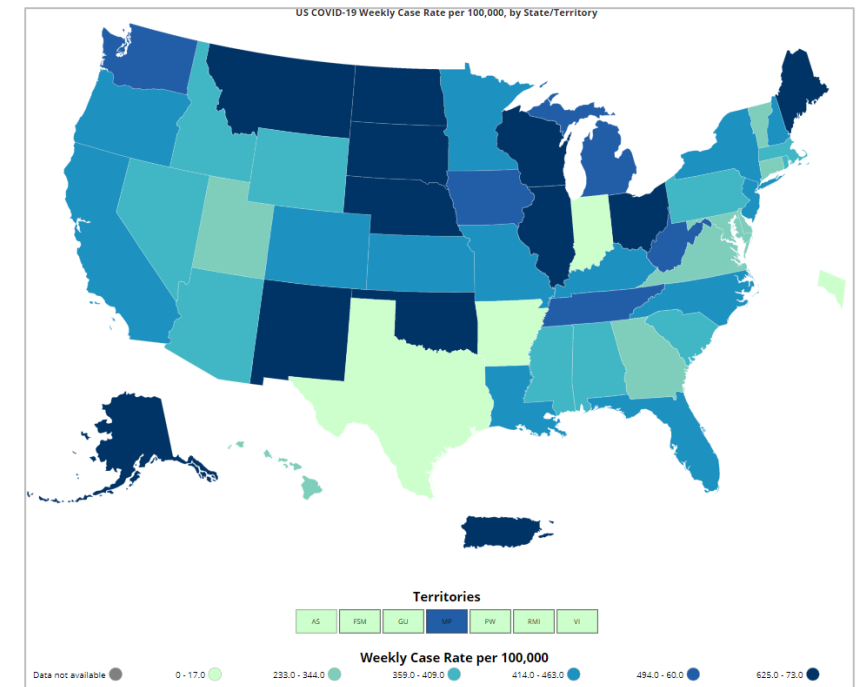 US COVID-19 Weekly Case Rate per 100,000, by State/Territory
Territories
AS FSM GU MP PW RMI VI
Weekly Case Rate per 100,000
Data not available 0 - 17.0 233.0 - 344.0 359.0 - 409.0 414.0 - 463.0 494.0 - 60.0 625.0 - 73.0